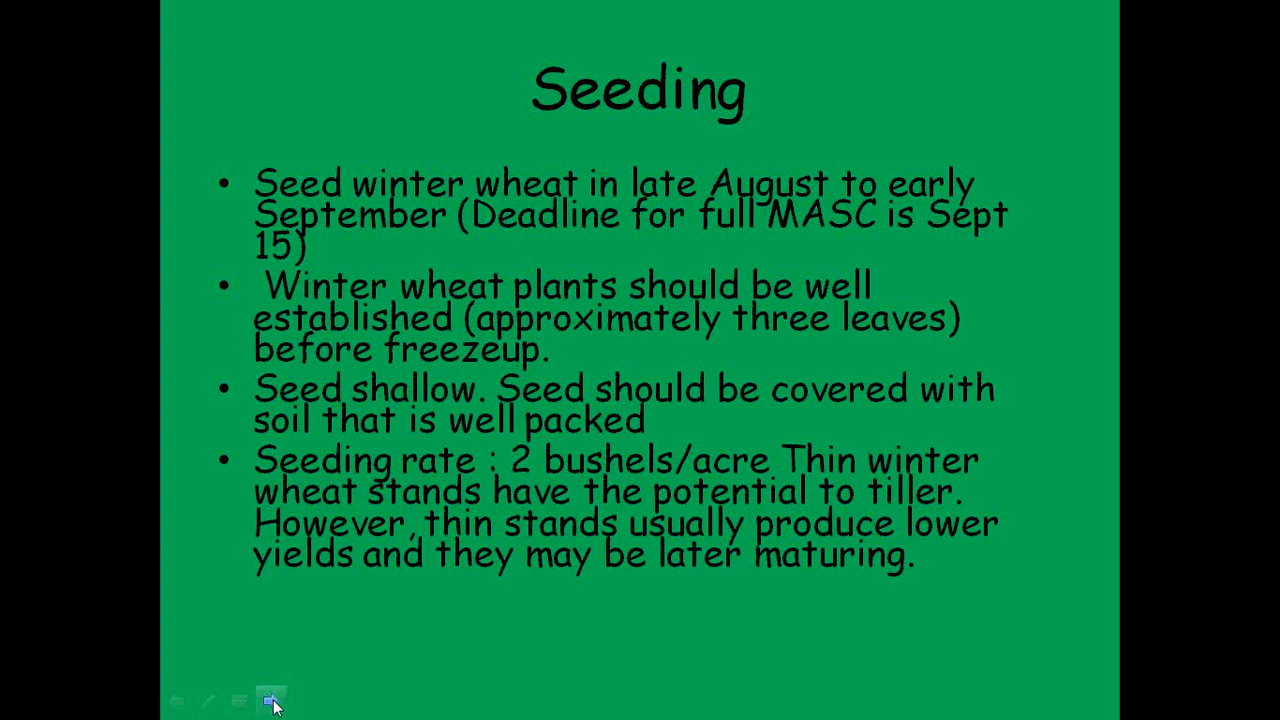 Seeding
• Seed winter wheat in late August to early
September (Deadline for full MASC is Sept
15)
• Winter wheat plants should be well
established (approximately three leaves)
before freezeup.
• Seed shallow. Seed should be covered with
soil that is well packed
• Seeding rate : 2 bushels/acre Thin winter
wheat stands have the potential to tiller.
However, thin stands usually produce lower
yields and they may be later maturing.